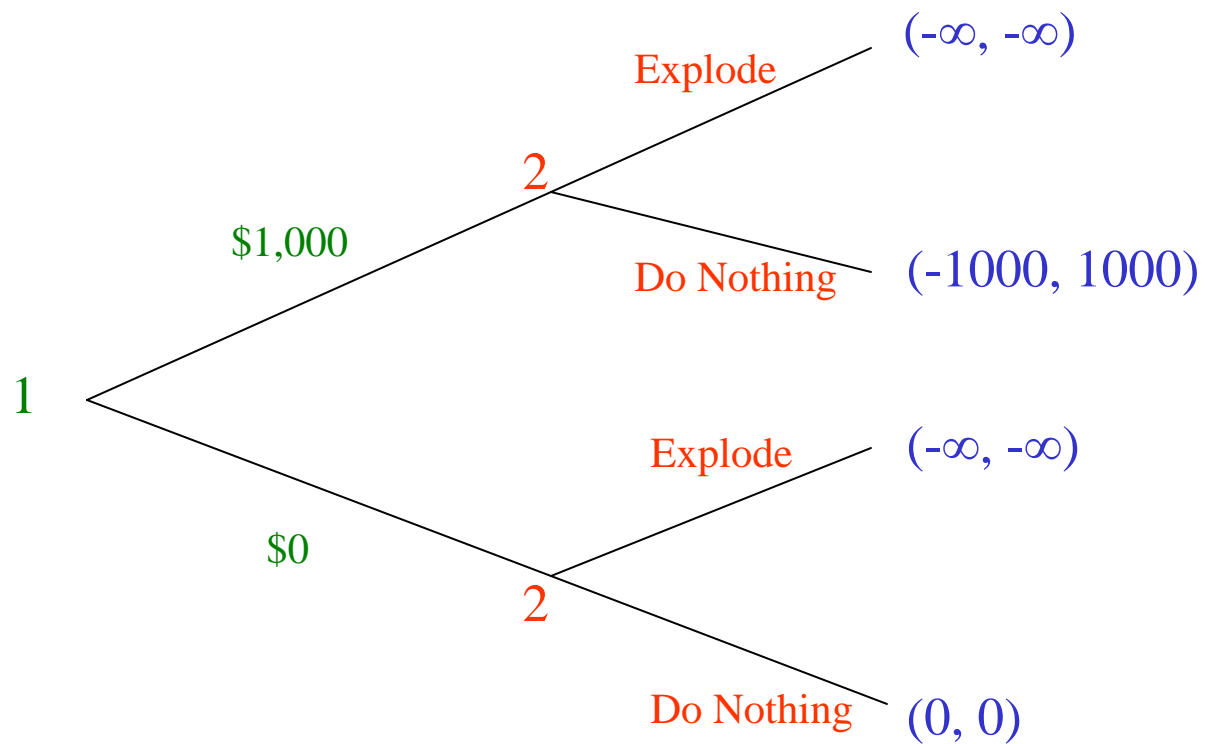 (-∞, -∞)
Explode
2
$1,000
Do Nothing
(-1000, 1000)
1
Explode
(-∞, -∞)
$0
2
Do Nothing
(0, 0)